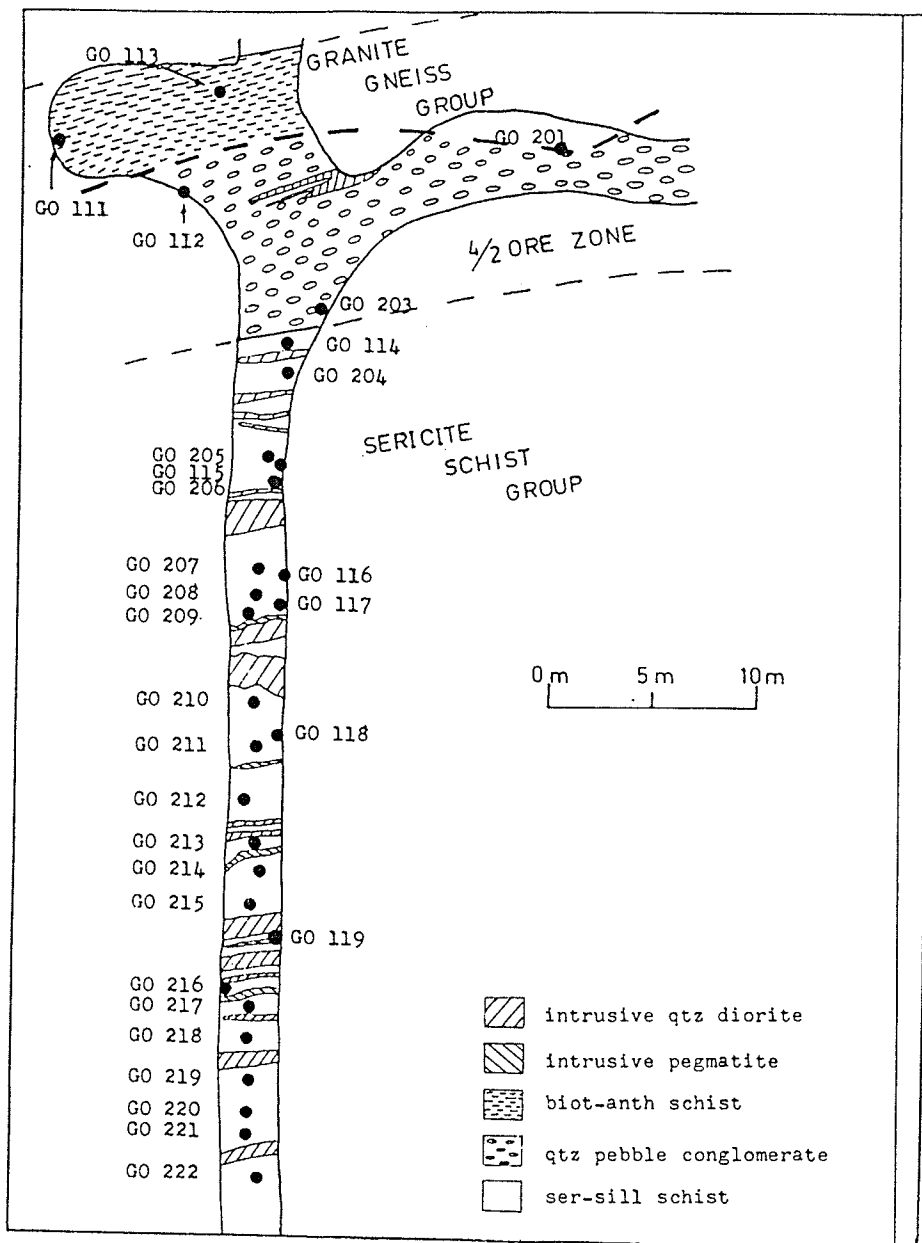 GO 113
GRANITE
GNEISS
GROUP
GO 201
GO 111
GO 112
4/2 ORE ZONE
GO 203
GO 114
GO 204
SERICITE
SCHIST
GROUP
GO 205
GO 115
GO 206
GO 207
GO 116
GO 208
GO 117
GO 209
0 m 5 m 10 m
GO 210
GO 118
GO 211
GO 212
GO 213
GO 214
GO 215
GO 119
GO 216
GO 217
GO 218
GO 219
GO 220
GO 221
GO 222
intrusive qtz diorite
intrusive pegmatite
biot-anth schist
qtz pebble conglomerate
ser-sill schist